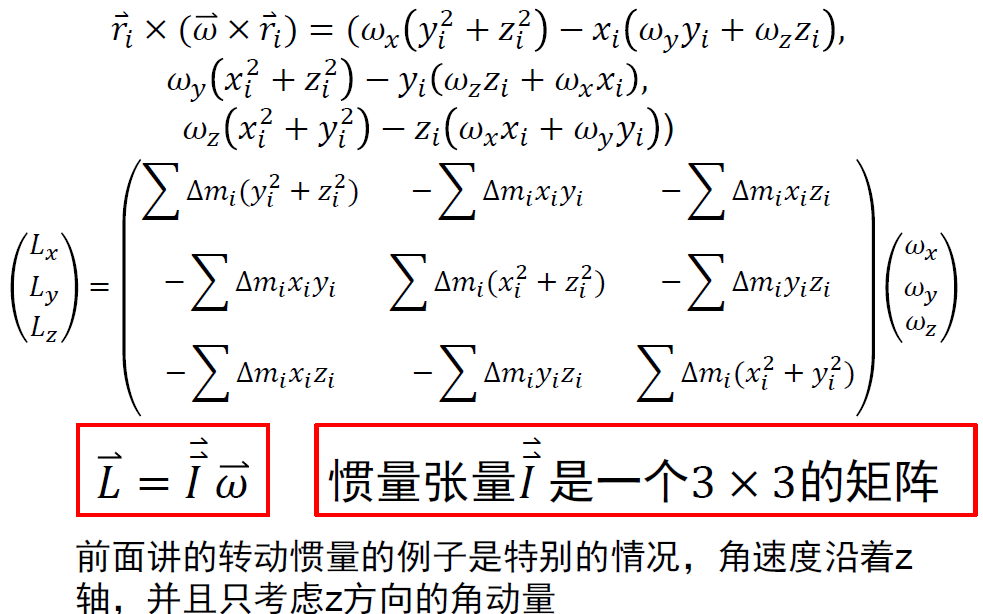 $\vec{r}_i \times (\vec{\omega} \times \vec{r}_i) = (\omega_x(y_i^2 + z_i^2) - x_i(\omega_y y_i + \omega_z z_i),$
$\omega_y(x_i^2 + z_i^2) - y_i(\omega_z z_i + \omega_x x_i),$
$\omega_z(x_i^2 + y_i^2) - z_i(\omega_x x_i + \omega_y y_i))$
$\begin{pmatrix} L_x \\ L_y \\ L_z \end{pmatrix} = \begin{pmatrix} \sum \Delta m_i(y_i^2 + z_i^2) & -\sum \Delta m_i x_i y_i & -\sum \Delta m_i x_i z_i \\ -\sum \Delta m_i x_i y_i & \sum \Delta m_i(x_i^2 + z_i^2) & -\sum \Delta m_i y_i z_i \\ -\sum \Delta m_i x_i z_i & -\sum \Delta m_i y_i z_i & \sum \Delta m_i(x_i^2 + y_i^2) \end{pmatrix} \begin{pmatrix} \omega_x \\ \omega_y \\ \omega_z \end{pmatrix}$
$\vec{L} = \vec{\vec{I}}\,\vec{\omega}$
惯量张量$\vec{\vec{I}}$是一个3 × 3的矩阵
前面讲的转动惯量的例子是特别的情况，角速度沿着z
轴，并且只考虑z方向的角动量